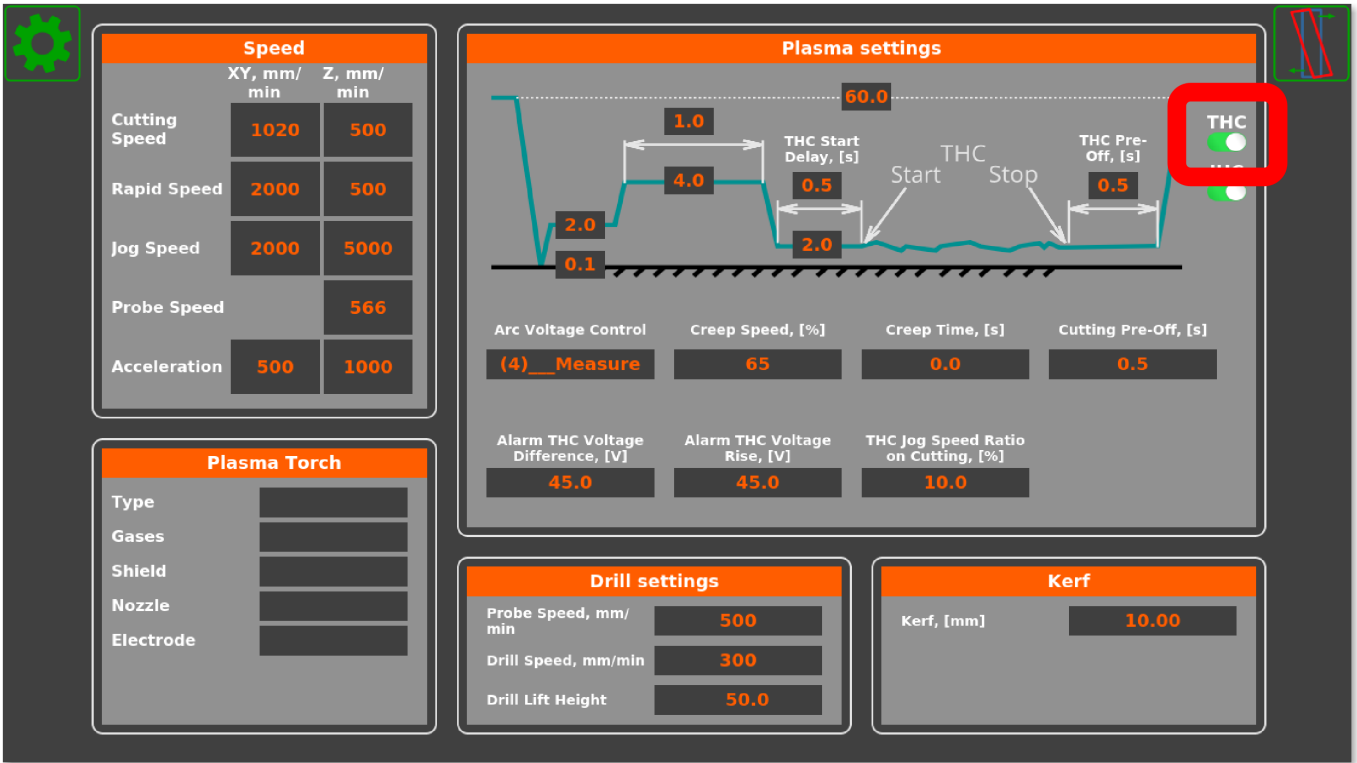 Speed
XY, mm/
min
Z, mm/
min
Cutting
Speed
1020
500
Rapid Speed
2000
500
Jog Speed
2000
5000
Probe Speed
566
Acceleration
500
1000
Plasma Torch
Type
Gases
Shield
Nozzle
Electrode
Plasma settings
60.0
1.0
4.0
2.0
0.1
THC Start
Delay, [s]
0.5
2.0
THC
Start
Stop
THC Pre-
Off, [s]
0.5
THC
Arc Voltage Control
(4)___Measure
Creep Speed, [%]
65
Creep Time, [s]
0.0
Cutting Pre-Off, [s]
0.5
Alarm THC Voltage
Difference, [V]
45.0
Alarm THC Voltage
Rise, [V]
45.0
THC Jog Speed Ratio
on Cutting, [%]
10.0
Drill settings
Probe Speed, mm/
min
500
Drill Speed, mm/min
300
Drill Lift Height
50.0
Kerf
Kerf, [mm]
10.00